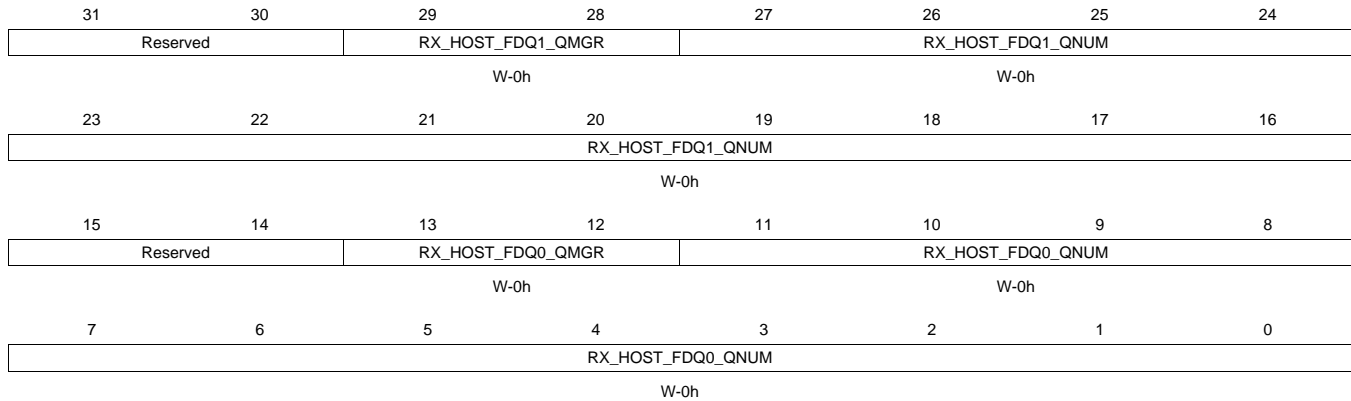 31 30 29 28 27 26 25 24
Reserved RX_HOST_FDQ1_QMGR RX_HOST_FDQ1_QNUM
W-0h W-0h
23 22 21 20 19 18 17 16
RX_HOST_FDQ1_QNUM
W-0h
15 14 13 12 11 10 9 8
Reserved RX_HOST_FDQ0_QMGR RX_HOST_FDQ0_QNUM
W-0h W-0h
7 6 5 4 3 2 1 0
RX_HOST_FDQ0_QNUM
W-0h